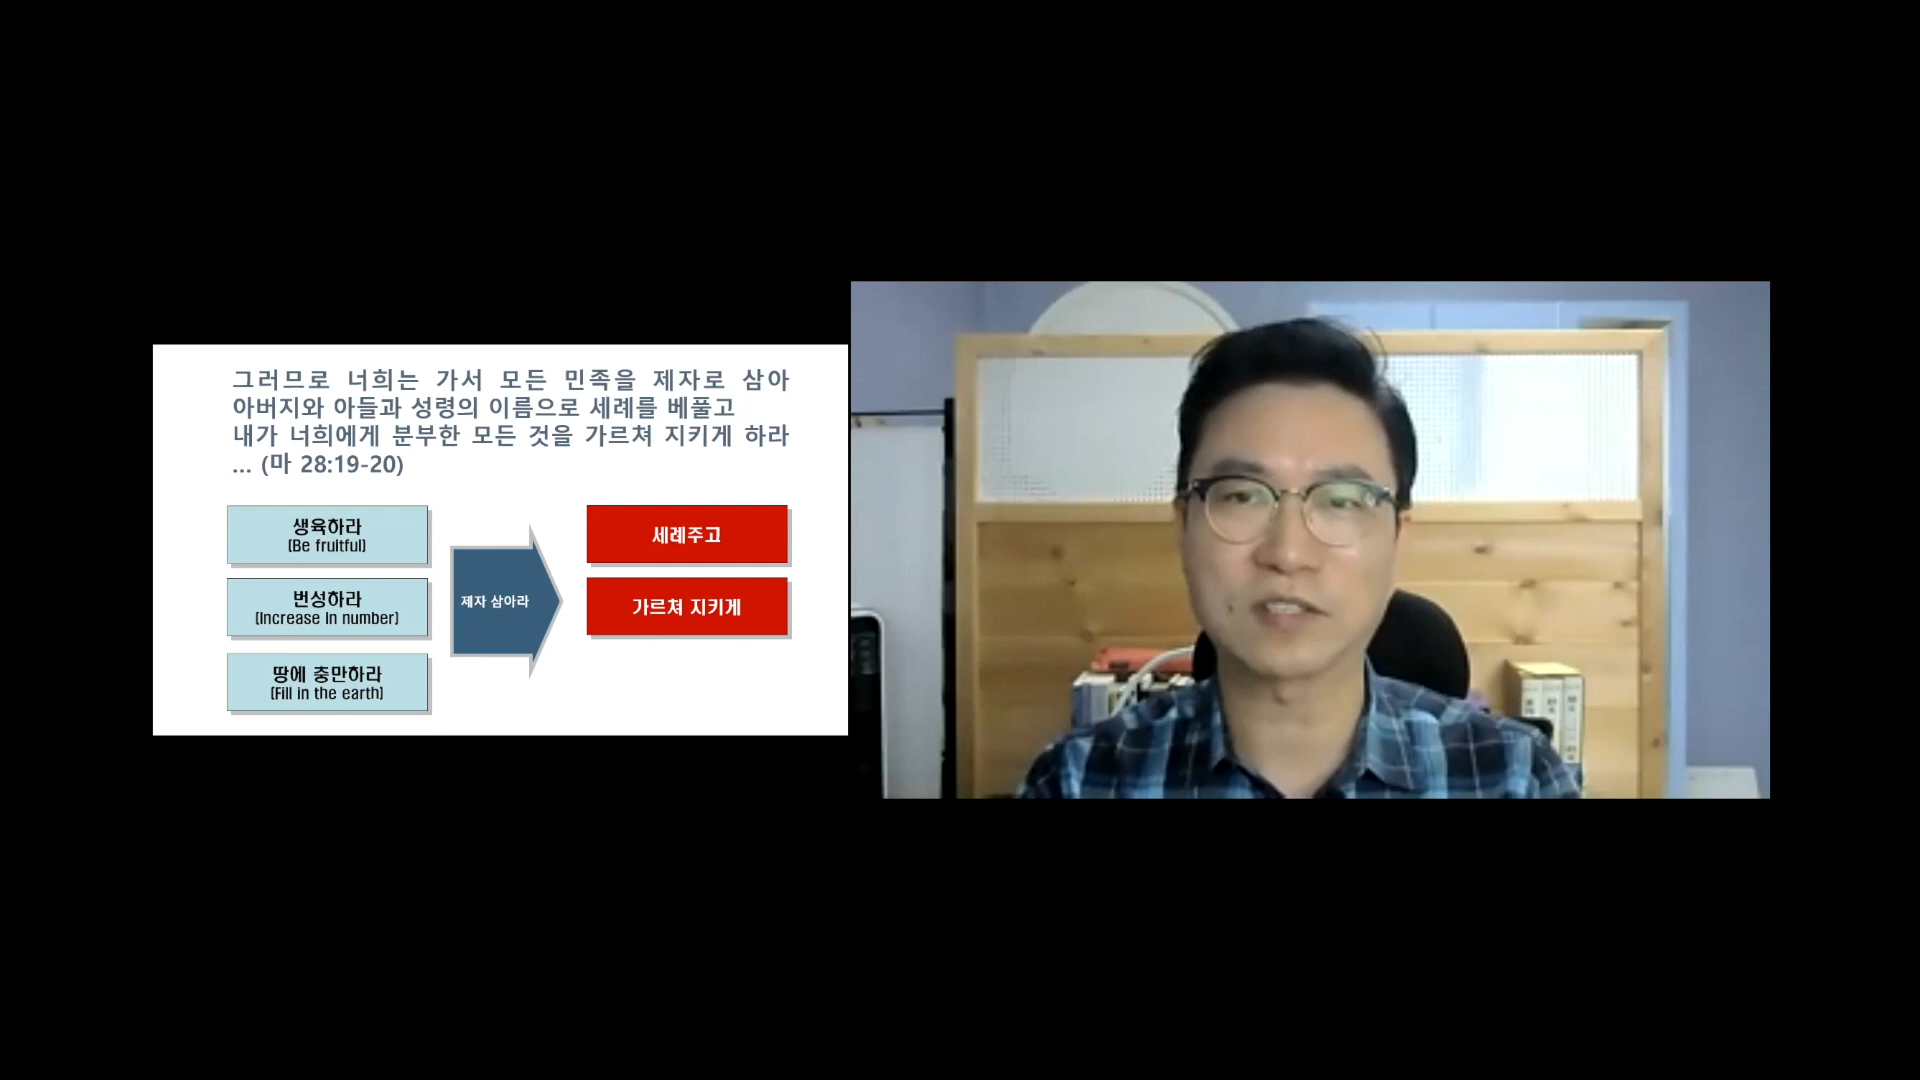 그러므로 너희는 가서 모든 민족을 제자로 삼아
아버지와 아들과 성령의 이름으로 세례를 베풀고
내가 너희에게 분부한 모든 것을 가르쳐 지키게 하라
... (마 28:19-20)
생육하라
(Be fruitful)
번성하라
(Increase in number)
땅에 충만하라
(Fill in the earth)
제자 삼아라
세례주고
가르쳐 지키게